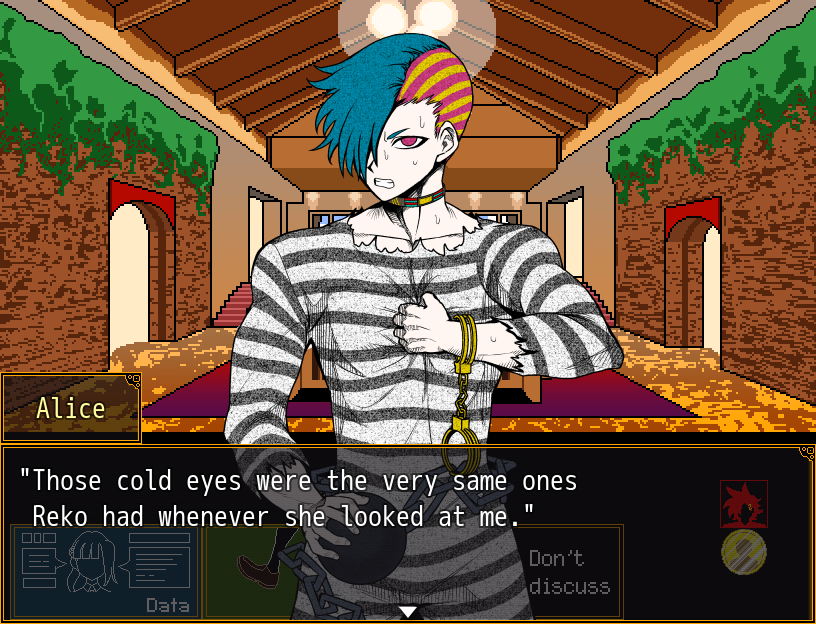 Alice
"Those cold eyes were the very same ones
Reko had whenever she looked at me."
Data
Don't
discuss